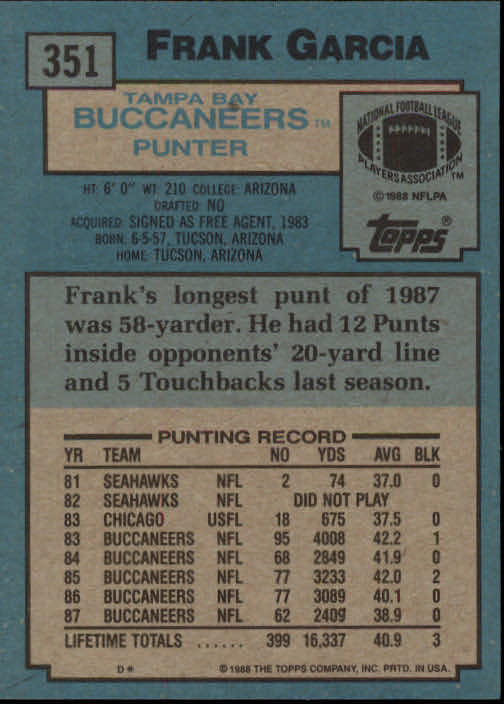 351
FRANK GARCIA
TAMPA BAY
BUCCANEERS™
PUNTER
NATIONAL FOOTBALL LEAGUE
PLAYERS ASSOCIATION™
©1988 NFLPA
Topps®
HT: 6' 0" WT: 210 COLLEGE: ARIZONA
DRAFTED: NO
ACQUIRED: SIGNED AS FREE AGENT, 1983
BORN: 6-5-57, TUCSON, ARIZONA
HOME: TUCSON, ARIZONA
Frank's longest punt of 1987
was 58-yarder. He had 12 Punts
inside opponents' 20-yard line
and 5 Touchbacks last season.
PUNTING RECORD
YR TEAM NO YDS AVG BLK
81 SEAHAWKS NFL 2 74 37.0 0
82 SEAHAWKS NFL DID NOT PLAY
83 CHICAGO USFL 18 675 37.5 0
83 BUCCANEERS NFL 95 4008 42.2 1
84 BUCCANEERS NFL 68 2849 41.9 0
85 BUCCANEERS NFL 77 3233 42.0 2
86 BUCCANEERS NFL 77 3089 40.1 0
87 BUCCANEERS NFL 62 2409 38.9 0
LIFETIME TOTALS ...... 399 16,337 40.9 3
D* ©1988 THE TOPPS COMPANY, INC. PRTD. IN USA.